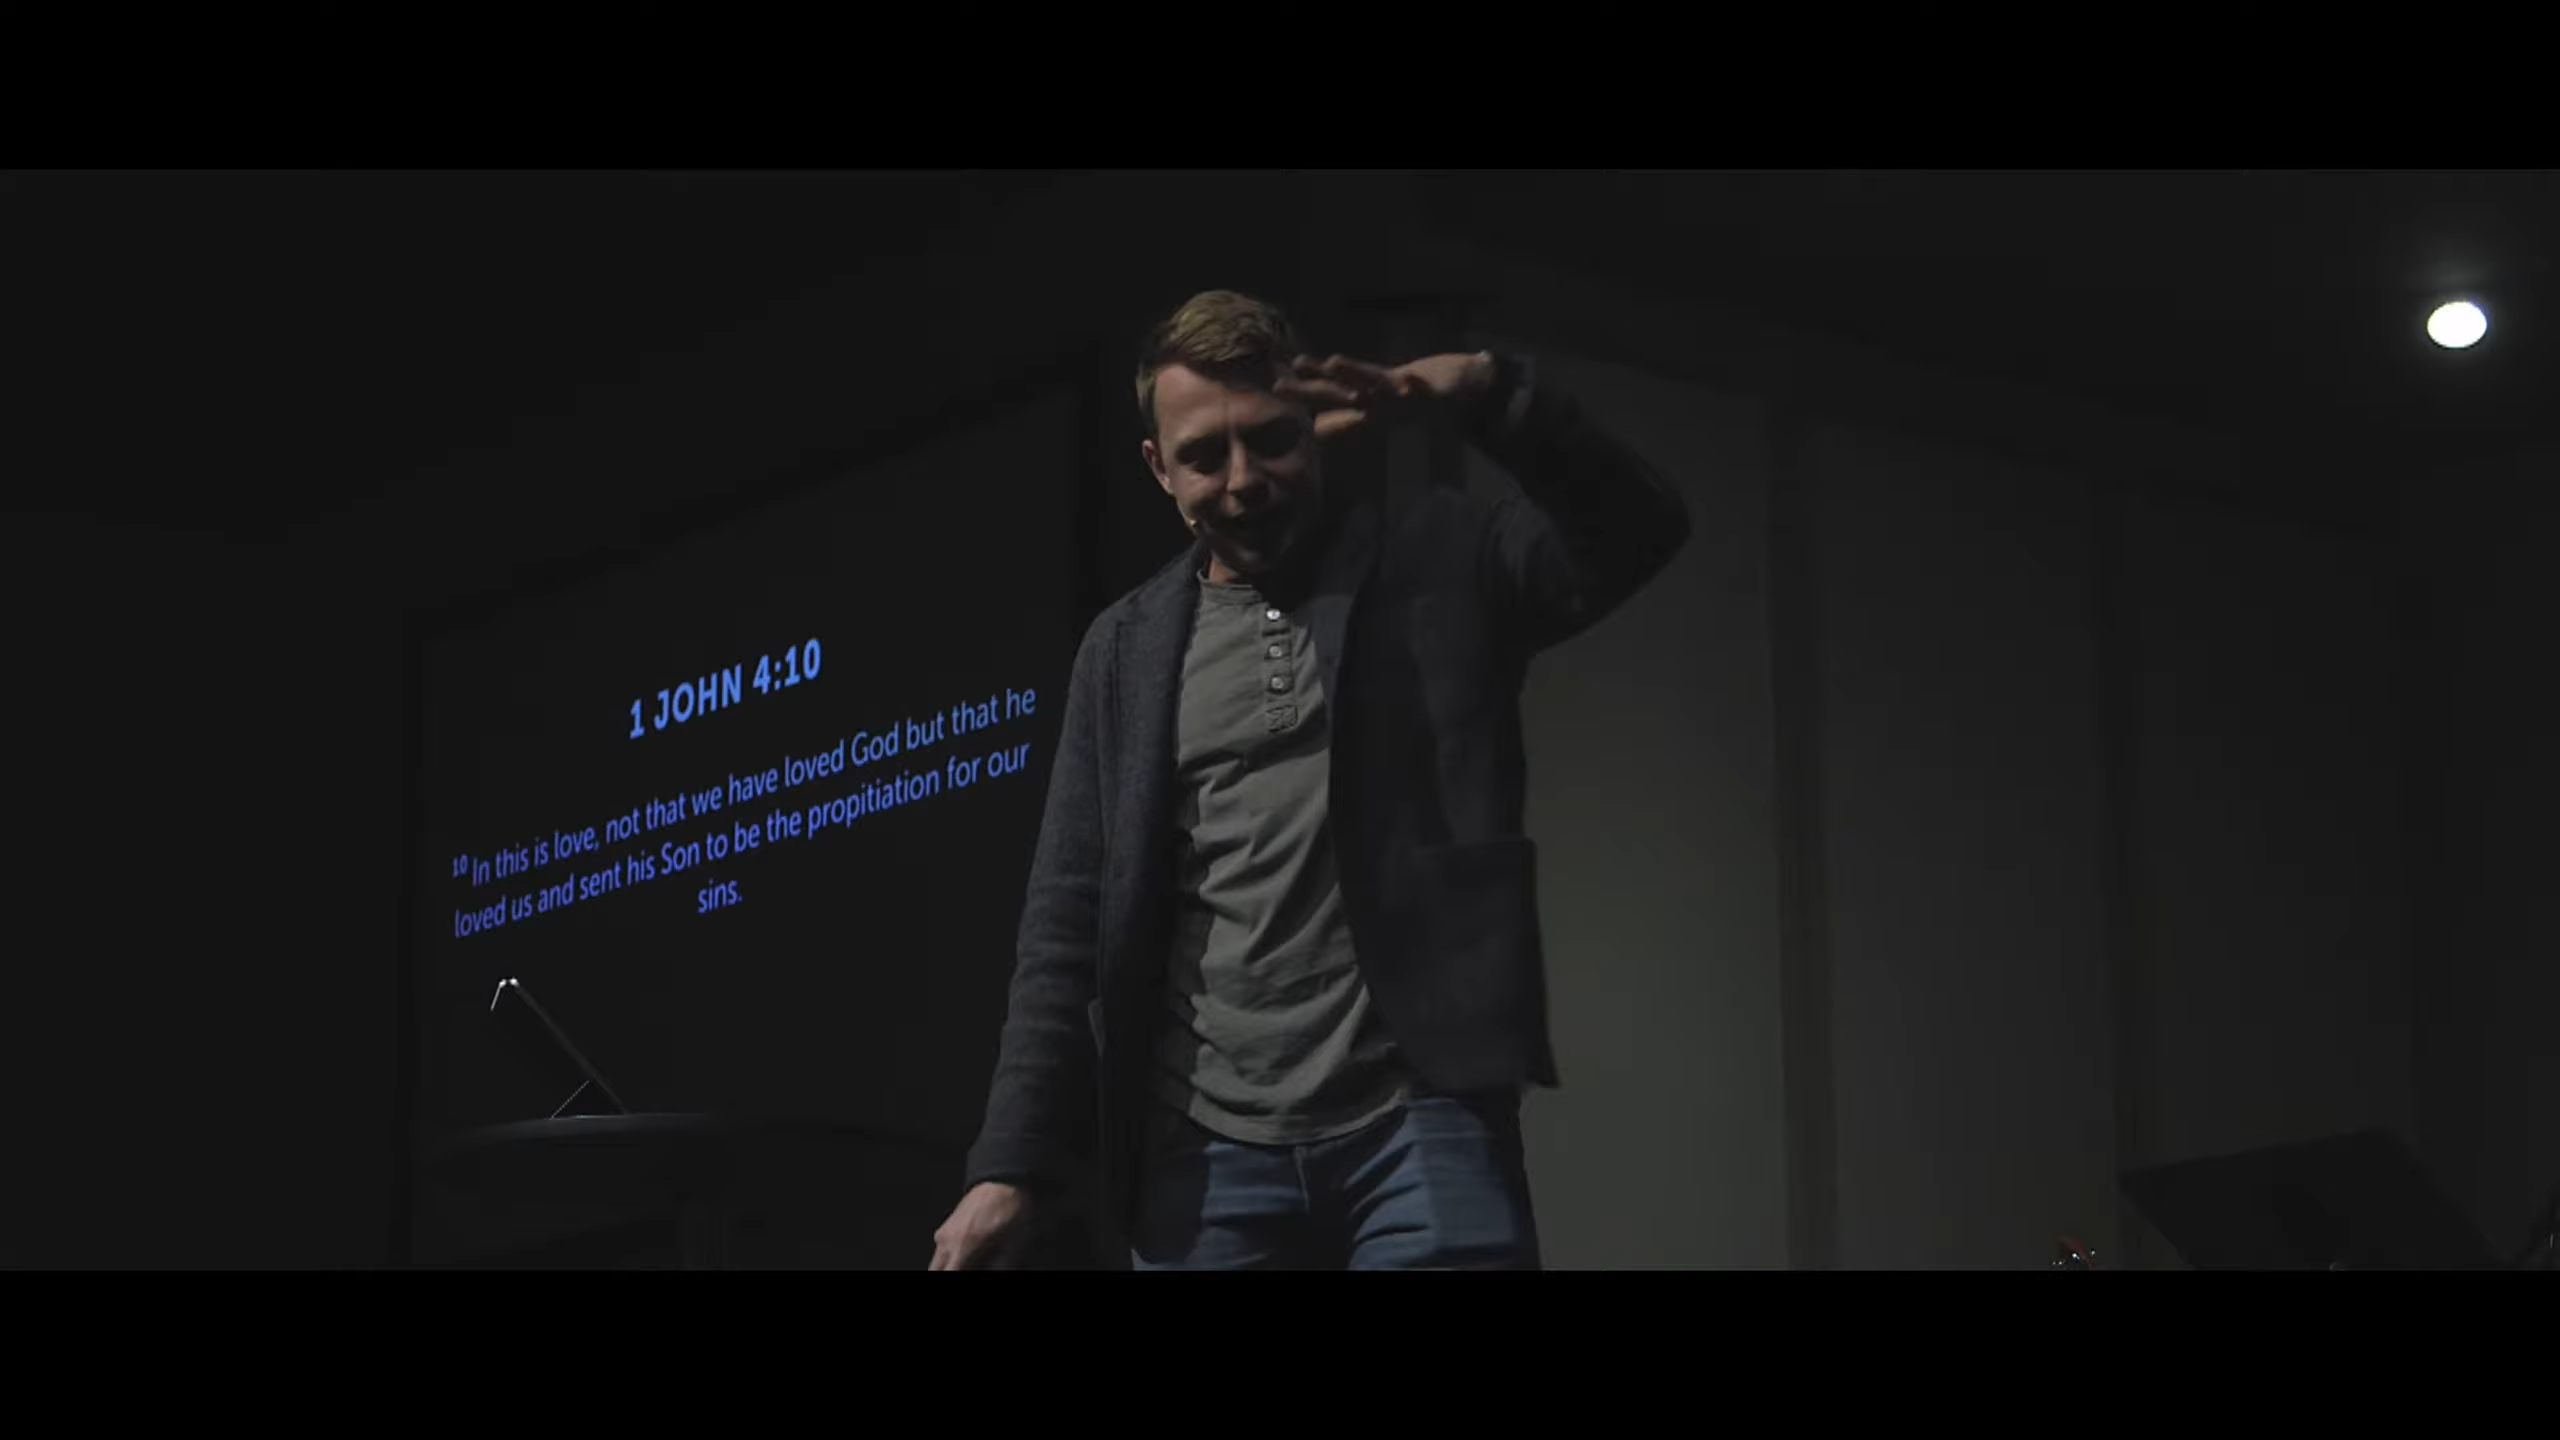 1 JOHN 4:10
10 In this is love, not that we have loved God but that he
loved us and sent his Son to be the propitiation for our
sins.